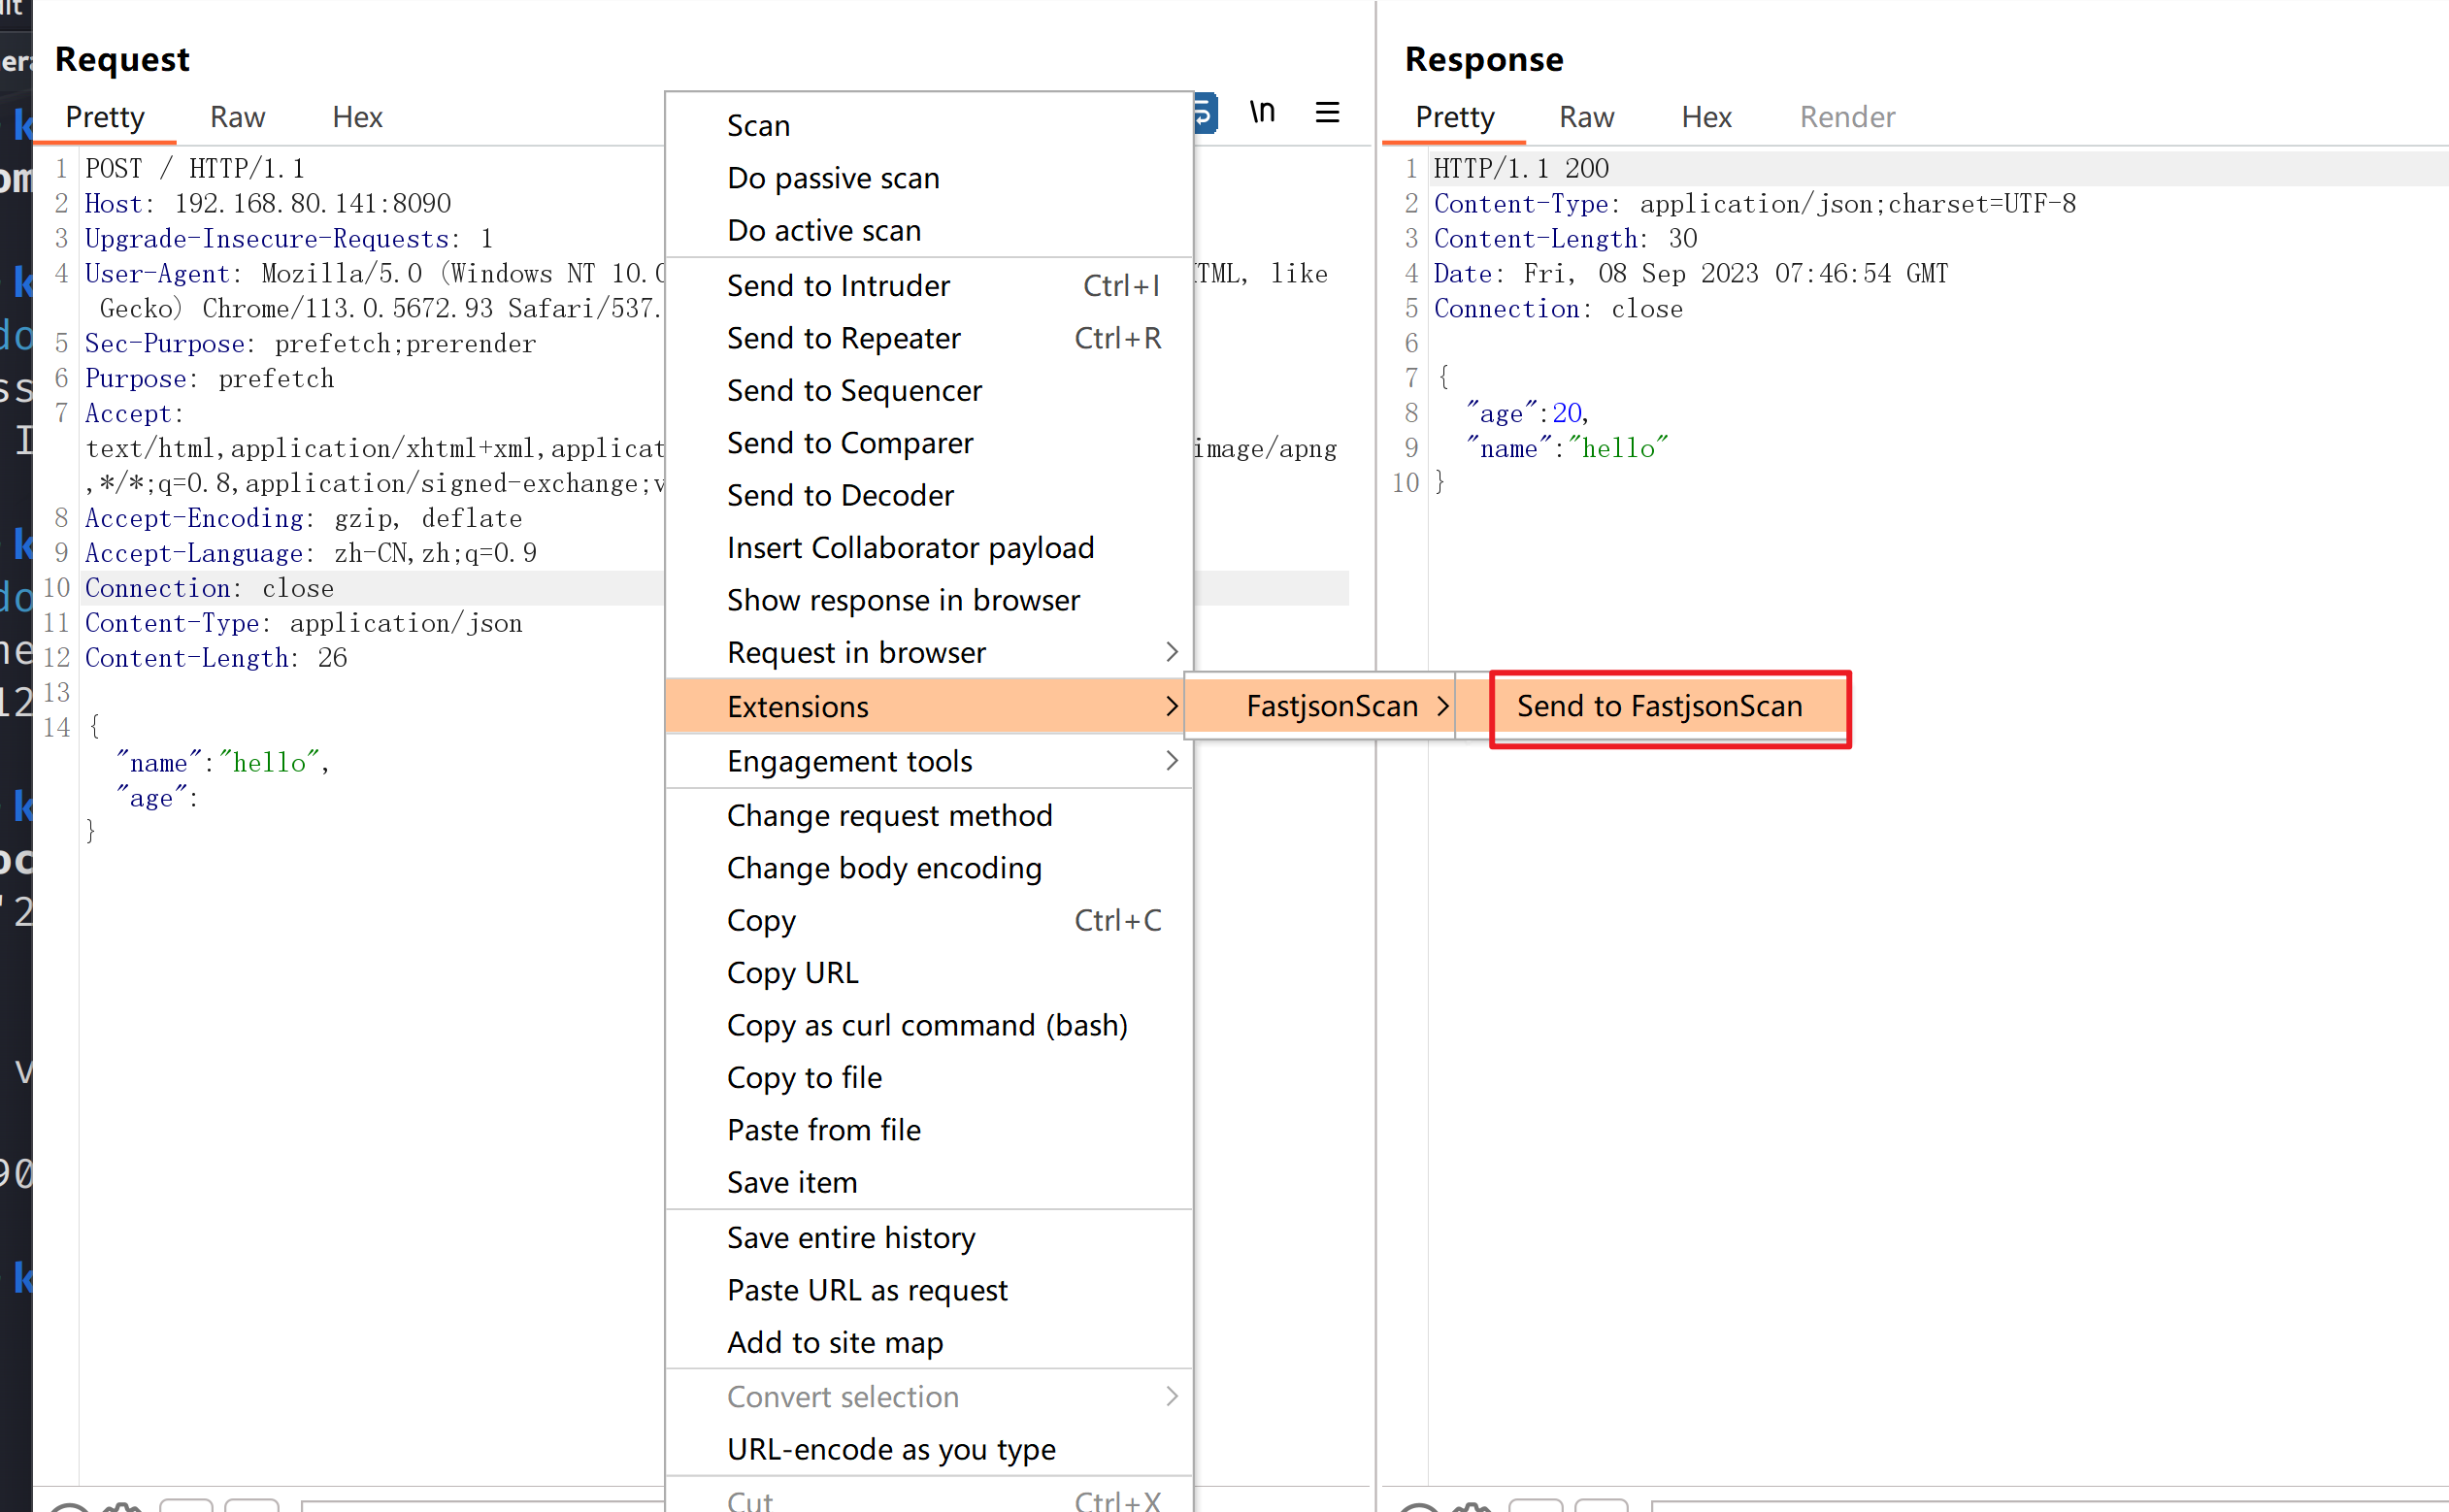 Request
Pretty Raw Hex
\n
1 POST / HTTP/1.1
2 Host: 192.168.80.141:8090
3 Upgrade-Insecure-Requests: 1
4 User-Agent: Mozilla/5.0 (Windows NT 10. TML, like
Gecko) Chrome/113.0.5672.93 Safari/537.
5 Sec-Purpose: prefetch;prerender
6 Purpose: prefetch
7 Accept:
text/html,application/xhtml+xml,applicat image/apng
,*/*;q=0.8,application/signed-exchange;v
8 Accept-Encoding: gzip, deflate
9 Accept-Language: zh-CN,zh;q=0.9
10 Connection: close
11 Content-Type: application/json
12 Content-Length: 26
13
14 {
"name":"hello",
"age":
}
Scan
Do passive scan
Do active scan
Send to Intruder Ctrl+I
Send to Repeater Ctrl+R
Send to Sequencer
Send to Comparer
Send to Decoder
Insert Collaborator payload
Show response in browser
Request in browser
Extensions
FastjsonScan
Send to FastjsonScan
Engagement tools
Change request method
Change body encoding
Copy Ctrl+C
Copy URL
Copy as curl command (bash)
Copy to file
Paste from file
Save item
Save entire history
Paste URL as request
Add to site map
Convert selection
URL-encode as you type
Cut Ctrl+X
Response
Pretty Raw Hex Render
1 HTTP/1.1 200
2 Content-Type: application/json;charset=UTF-8
3 Content-Length: 30
4 Date: Fri, 08 Sep 2023 07:46:54 GMT
5 Connection: close
6
7 {
8 "age":20,
9 "name":"hello"
10 }